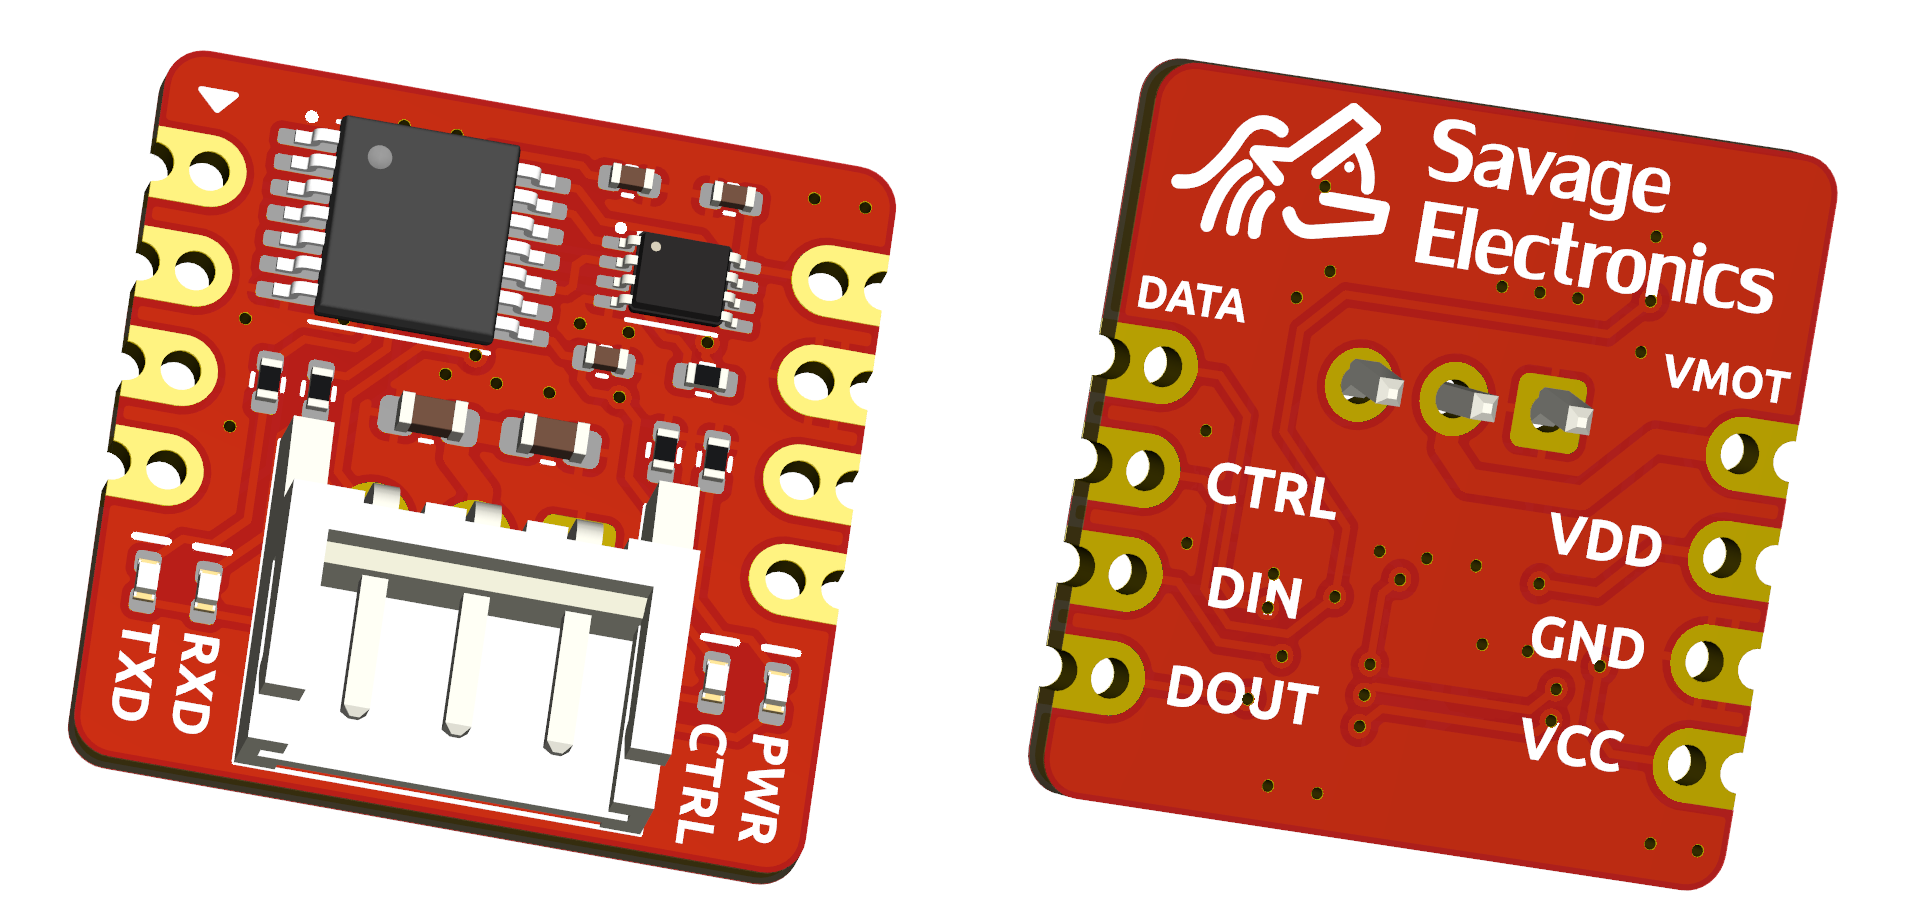 TXD
RXD
CTRL
PWR
Savage
Electronics
DATA
VMOT
CTRL
VDD
DIN
GND
DOUT
VCC